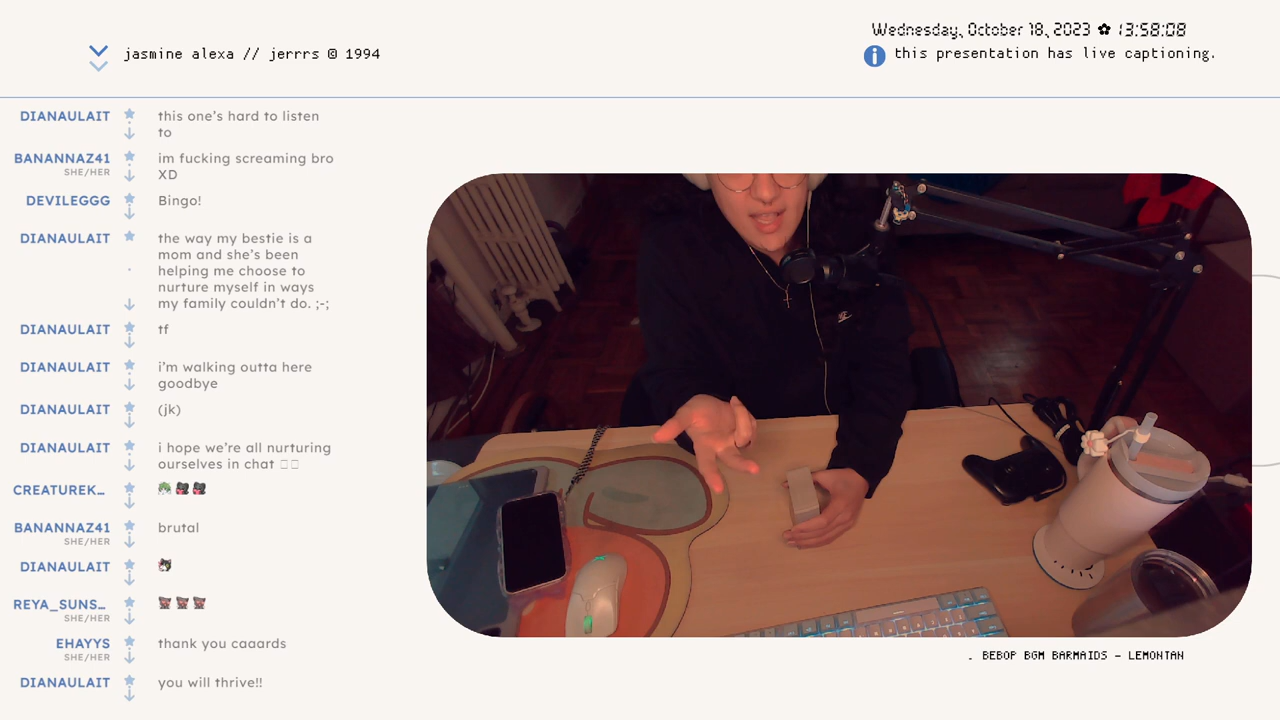 jasmine alexa // jerrrs © 1994
Wednesday, October 18, 2023 ✿ 13:58:08
this presentation has live captioning.
DIANAULAIT this one's hard to listen
to
BANANNAZ41 im fucking screaming bro
SHE/HER XD
DEVILEGGG Bingo!
DIANAULAIT the way my bestie is a
mom and she's been
helping me choose to
nurture myself in ways
my family couldn't do. ;-;
DIANAULAIT tf
DIANAULAIT i'm walking outta here
goodbye
DIANAULAIT (jk)
DIANAULAIT i hope we're all nurturing
ourselves in chat
CREATUREK…
BANANNAZ41 brutal
SHE/HER
DIANAULAIT
REYA_SUNS…
SHE/HER
EHAYYS thank you caaards
SHE/HER
DIANAULAIT you will thrive!!
. BEBOP BGM BARMAIDS – LEMONTAN